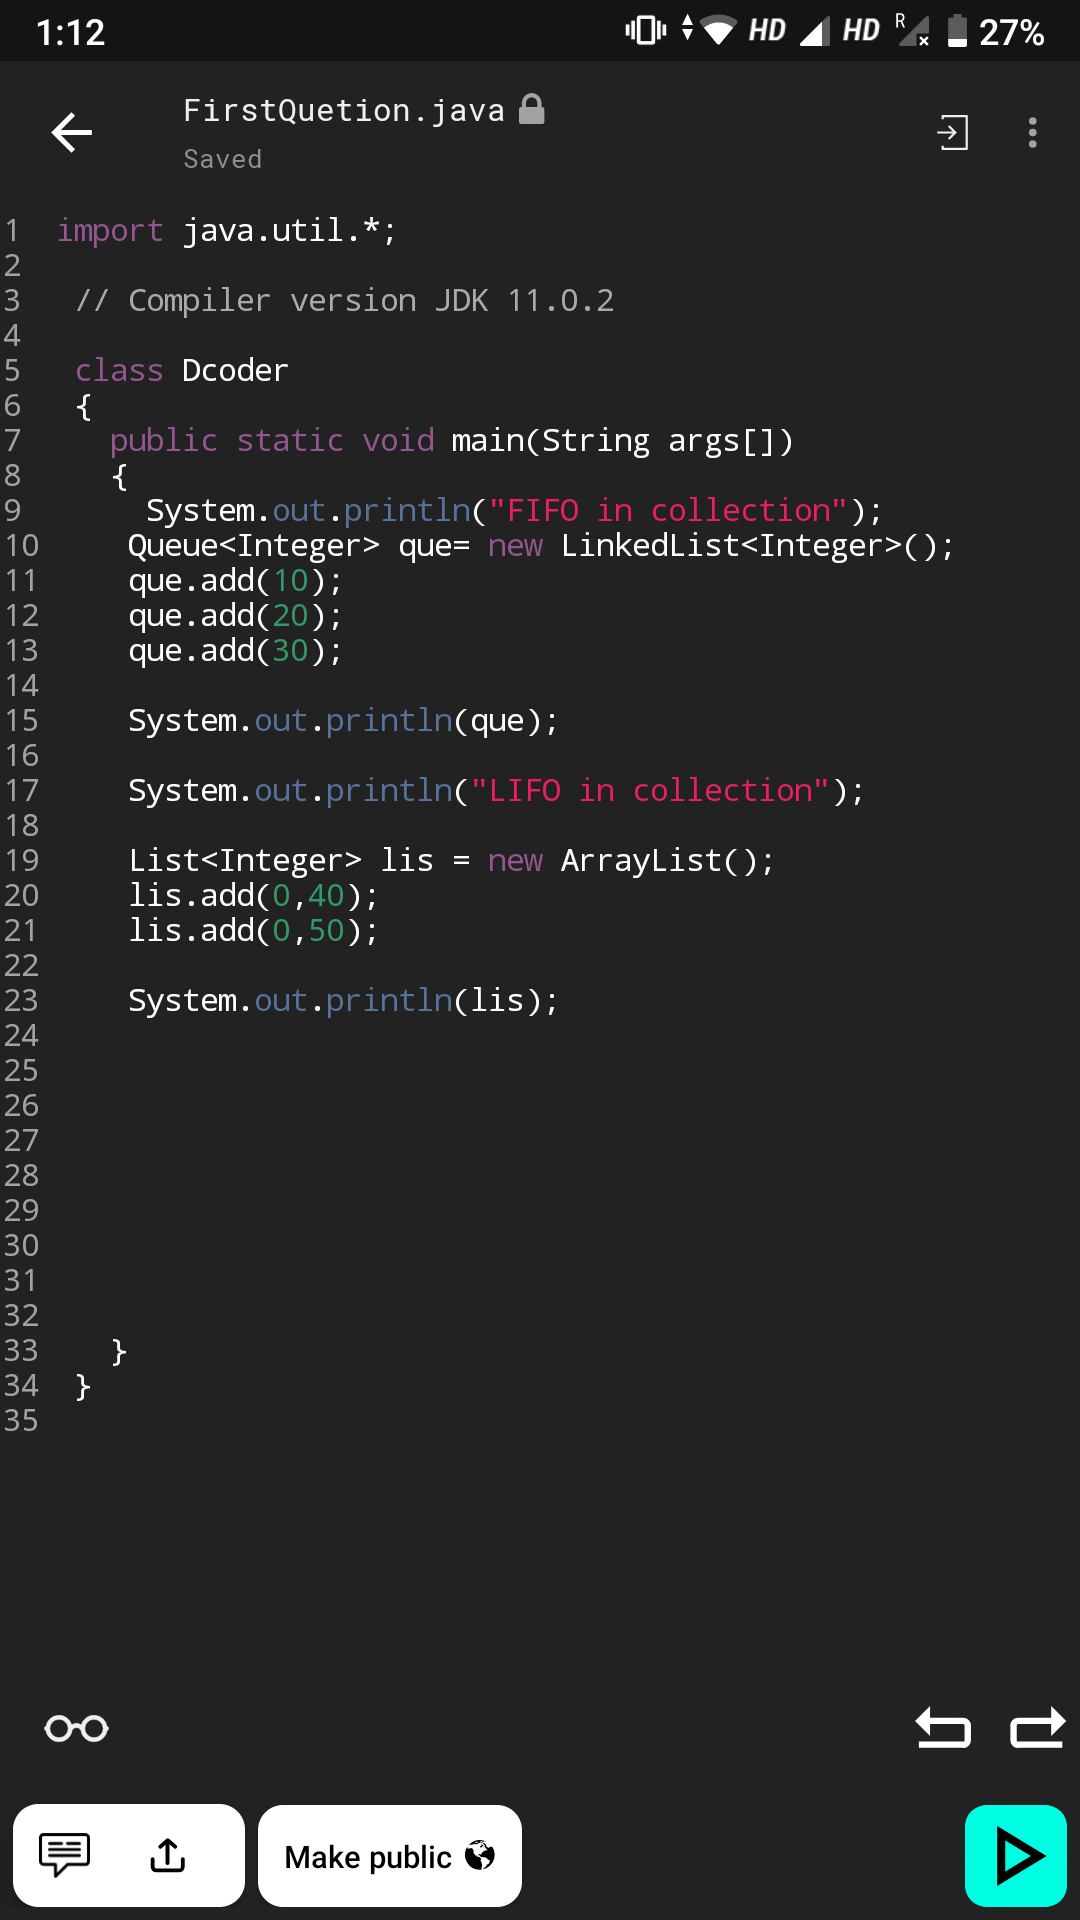 1:12 HD HD R 27%
FirstQuetion.java
Saved
1 import java.util.*;
2
3 // Compiler version JDK 11.0.2
4
5 class Dcoder
6 {
7 public static void main(String args[])
8 {
9 System.out.println("FIFO in collection");
10 Queue<Integer> que= new LinkedList<Integer>();
11 que.add(10);
12 que.add(20);
13 que.add(30);
14
15 System.out.println(que);
16
17 System.out.println("LIFO in collection");
18
19 List<Integer> lis = new ArrayList();
20 lis.add(0,40);
21 lis.add(0,50);
22
23 System.out.println(lis);
24
25
26
27
28
29
30
31
32
33 }
34 }
35
Make public